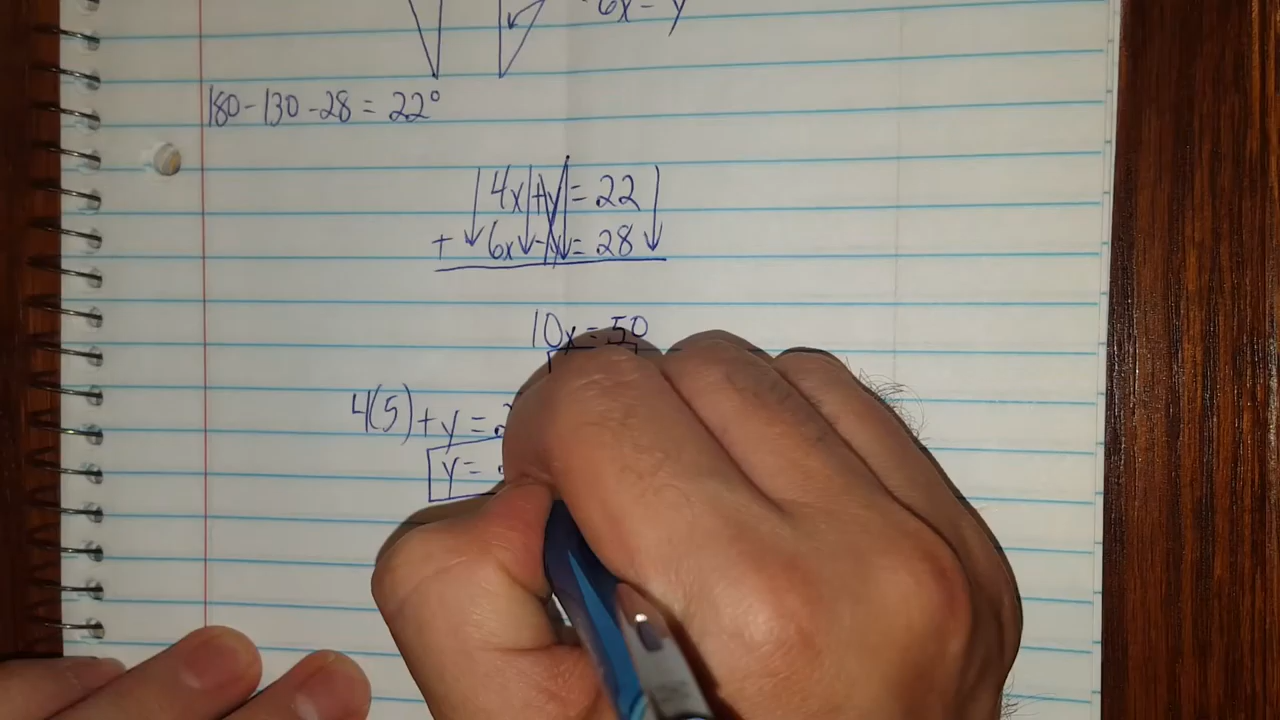 6x - y
180 - 130 - 28 = 22°
4x + y = 22
+ 6x - y = 28
10x = 50
4(5) + y =
y =